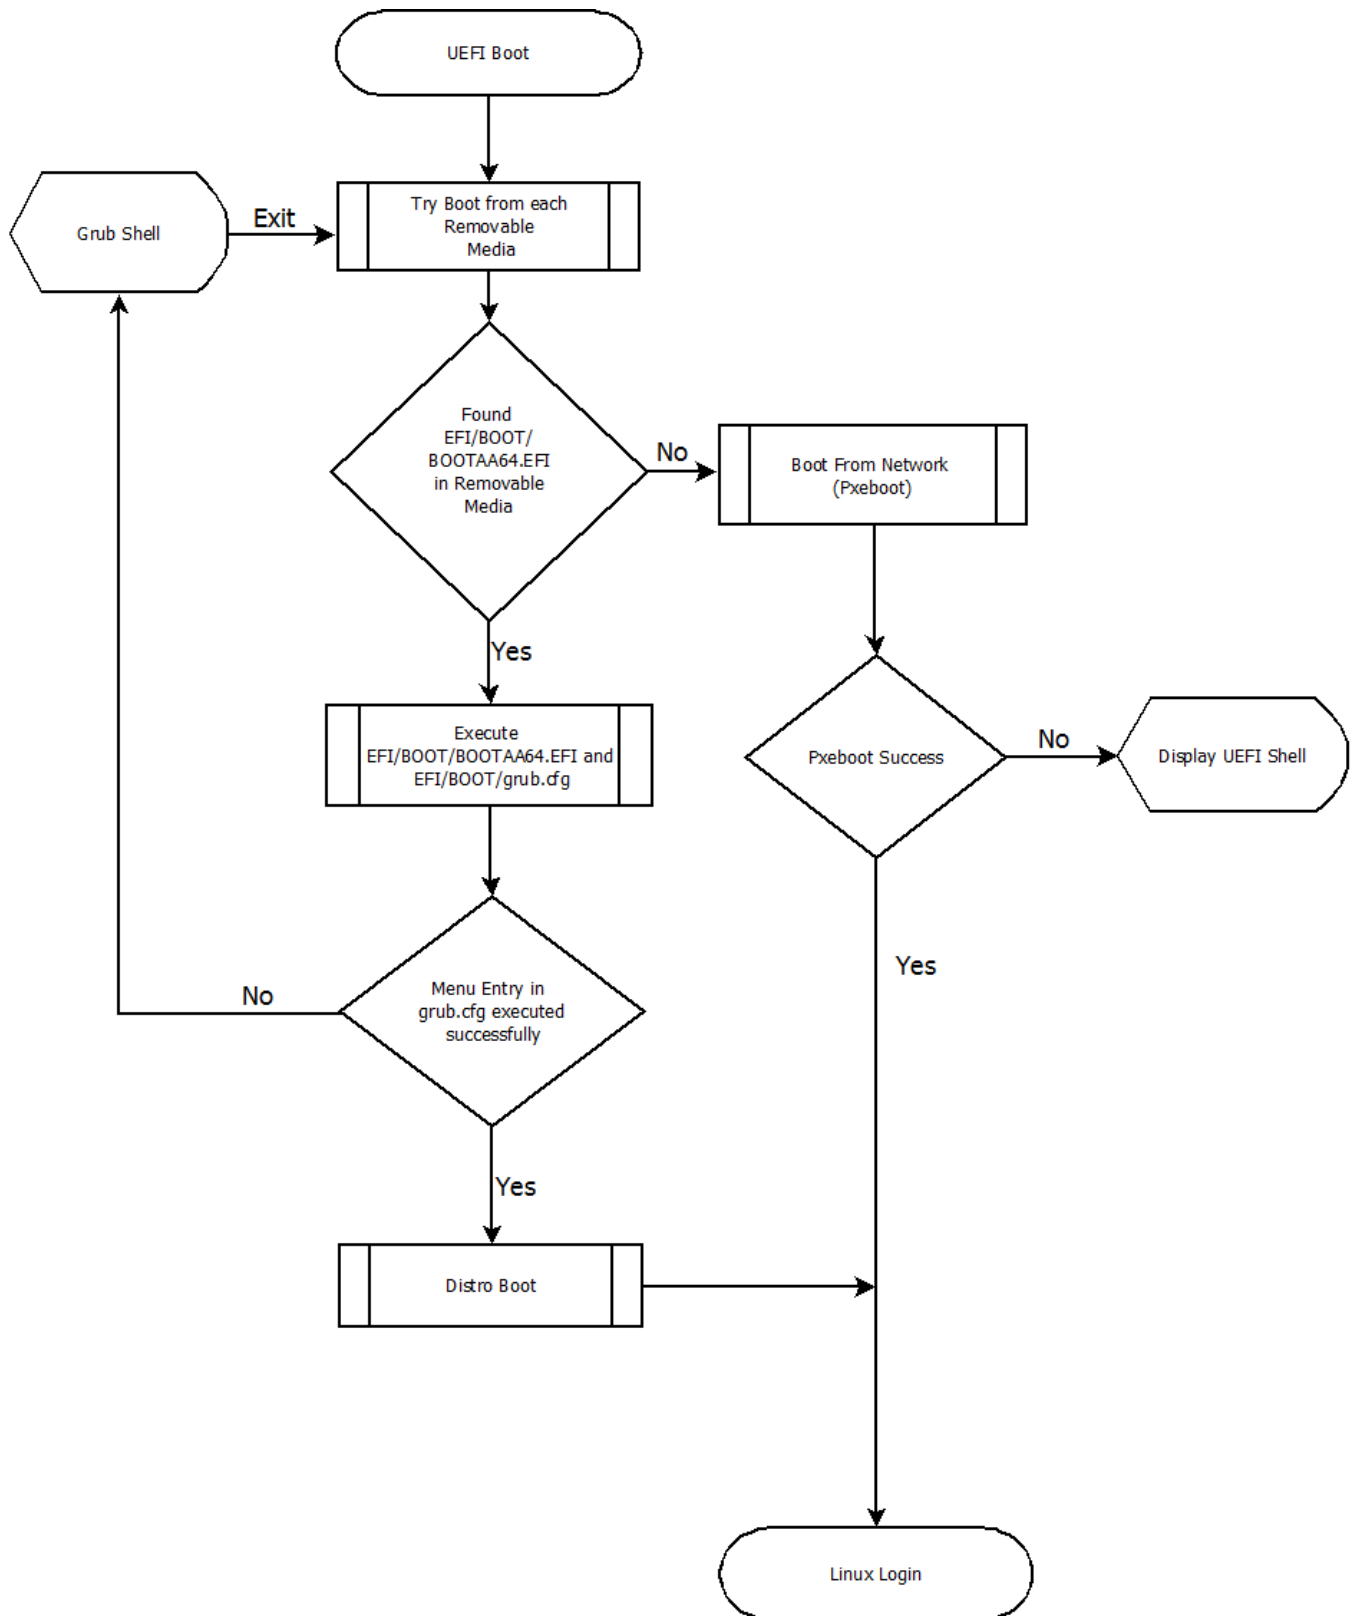 UEFI Boot
Try Boot from each
Removable
Media
Grub Shell
Exit
Found
EFI/BOOT/
BOOTAA64.EFI
in Removable
Media
No
Boot From Network
(Pxeboot)
Yes
Execute
EFI/BOOT/BOOTAA64.EFI and
EFI/BOOT/grub.cfg
Pxeboot Success
No
Display UEFI Shell
Yes
Menu Entry in
grub.cfg executed
successfully
No
Yes
Distro Boot
Linux Login